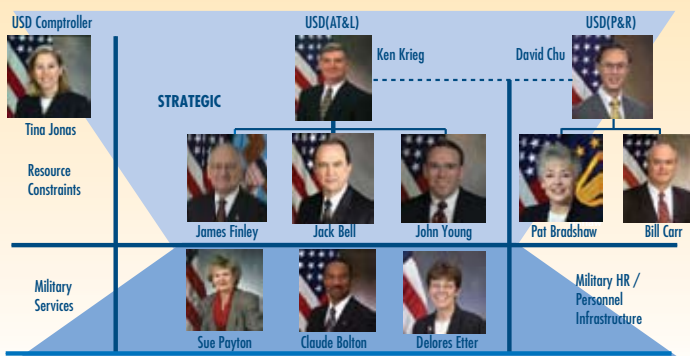 USD Comptroller
USD(AT&L)
USD(P&R)
Ken Krieg
David Chu
STRATEGIC
Tina Jonas
Resource
Constraints
James Finley
Jack Bell
John Young
Pat Bradshaw
Bill Carr
Military
Services
Military HR /
Personnel
Infrastructure
Sue Payton
Claude Bolton
Delores Etter